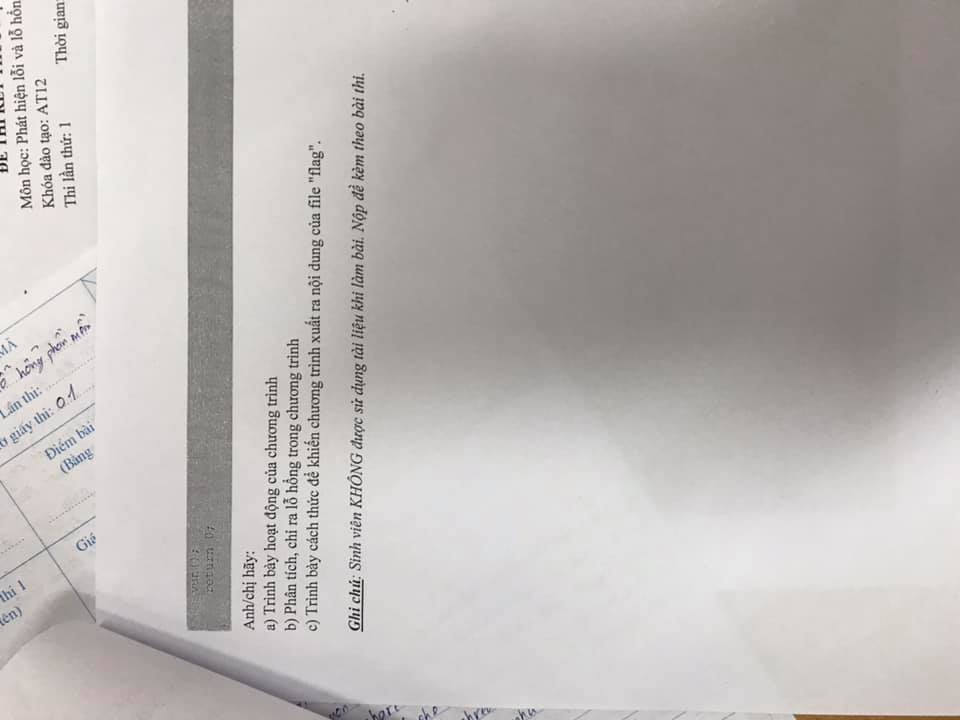 ĐỀ THI KẾT
Môn học: Phát hiện lỗi và lỗ hổn
Khóa đào tạo: AT12
Thi lần thứ: 1 Thời gian:
MÃ
Lần thi:
ờ giấy thi: 01
hổng phần mềm
Điểm bài
(Bằng
thi 1
tên)
Giá
vun();
return 0;
Anh/chị hãy:
a) Trình bày hoạt động của chương trình
b) Phân tích, chỉ ra lỗ hổng trong chương trình
c) Trình bày cách thức để khiến chương trình xuất ra nội dung của file "flag".
Ghi chú: Sinh viên KHÔNG được sử dụng tài liệu khi làm bài. Nộp đề kèm theo bài thi.